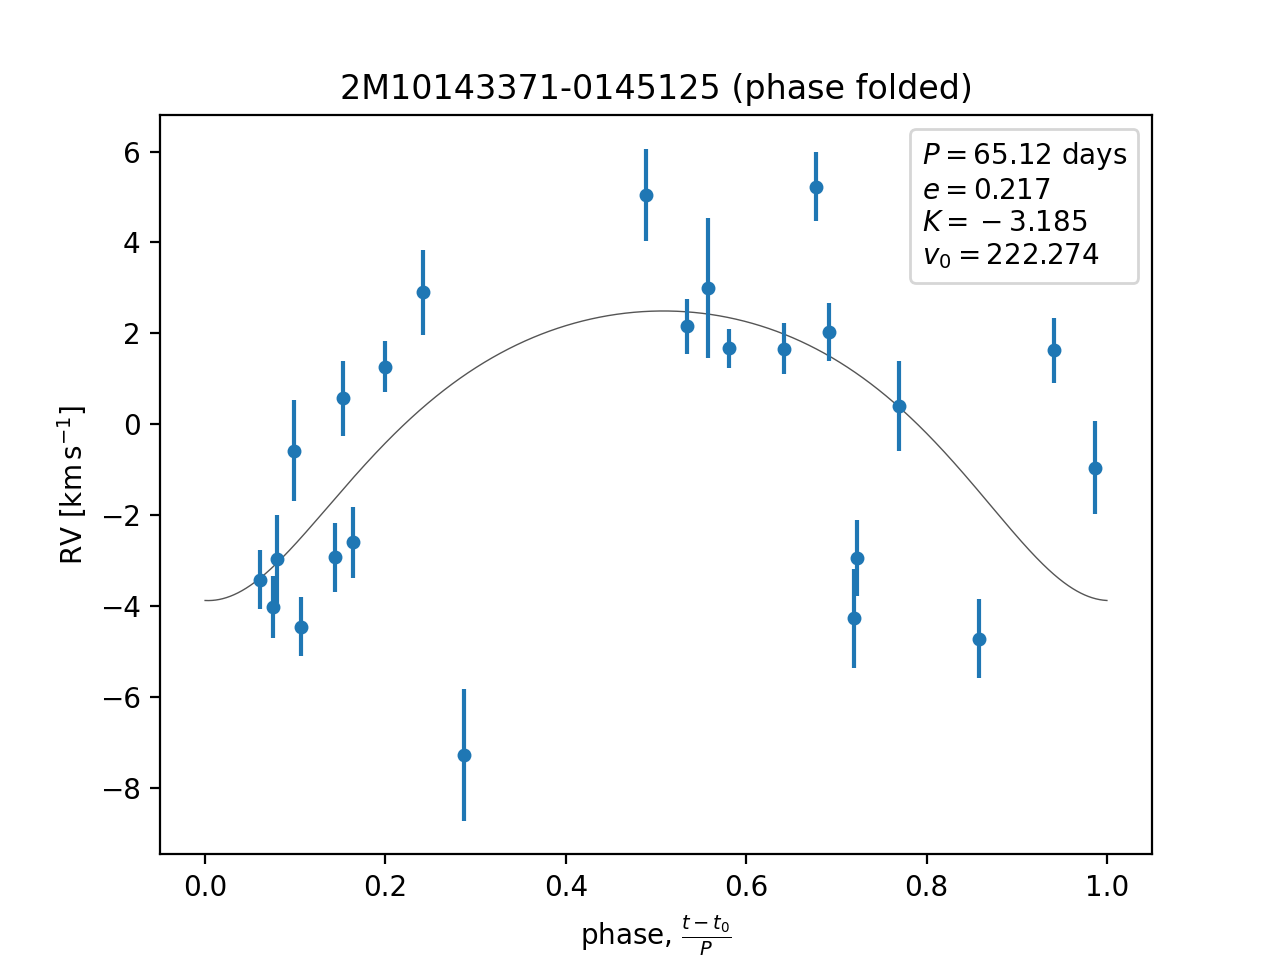 2M10143371-0145125 (phase folded)
P = 65.12 days
e = 0.217
K = −3.185
v₀ = 222.274
6
4
2
0
−2
−4
−6
−8
RV [km s⁻¹]
0.0 0.2 0.4 0.6 0.8 1.0
phase, (t − t₀)/P